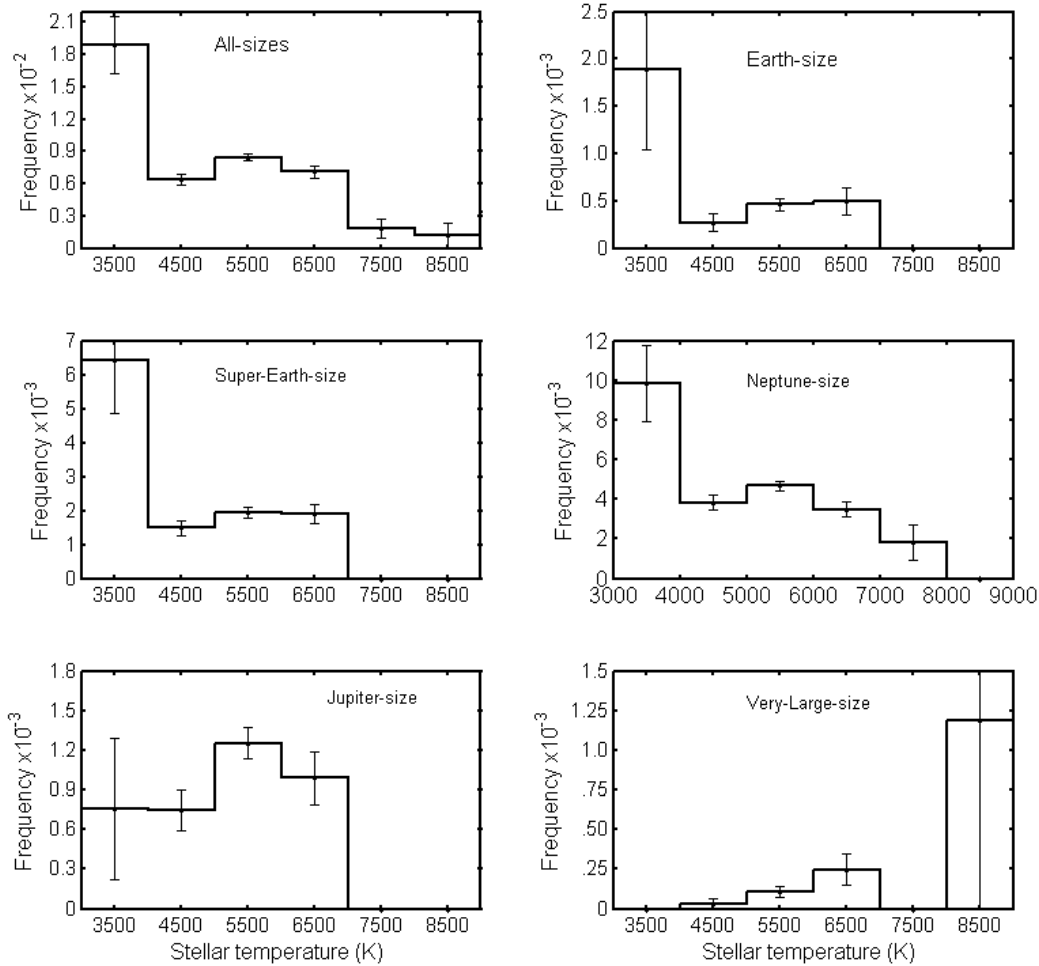 All-sizes
Frequency x10⁻²
2.1
1.8
1.5
1.2
0.9
0.6
0.3
0
3500 4500 5500 6500 7500 8500
Earth-size
Frequency x10⁻³
2.5
2.0
1.5
1.0
0.5
0
3500 4500 5500 6500 7500 8500
Super-Earth-size
Frequency x10⁻³
7
6
5
4
3
2
1
0
3500 4500 5500 6500 7500 8500
Neptune-size
Frequency x10⁻³
12
10
8
6
4
2
0
3000 4000 5000 6000 7000 8000 9000
Jupiter-size
Frequency x10⁻³
1.8
1.5
1.2
0.9
0.6
0.3
0
3500 4500 5500 6500 7500 8500
Stellar temperature (K)
Very-Large-size
Frequency x10⁻³
1.5
1.25
1.0
.75
.50
.25
0
3500 4500 5500 6500 7500 8500
Stellar temperature (K)